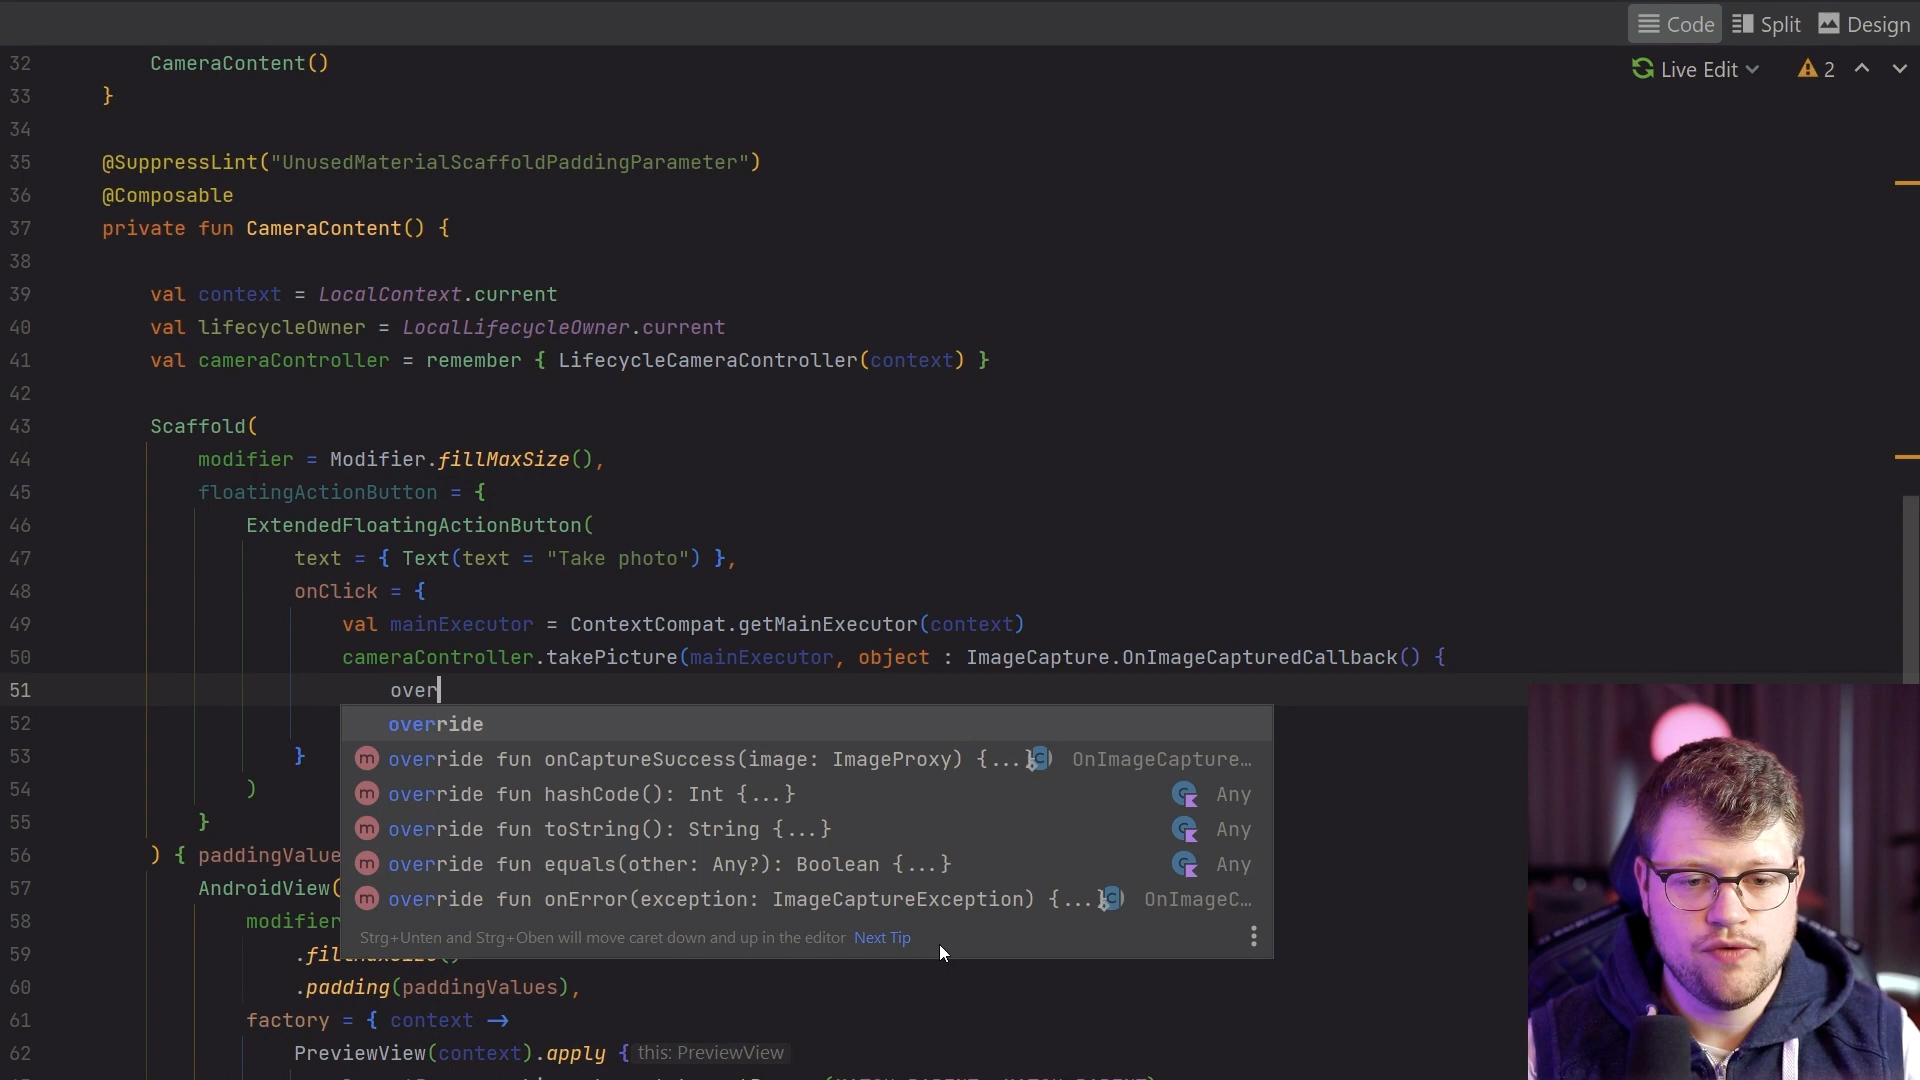 Code Split Design
Live Edit 2
32 CameraContent()
33 }
34
35 @SuppressLint("UnusedMaterialScaffoldPaddingParameter")
36 @Composable
37 private fun CameraContent() {
38
39 val context = LocalContext.current
40 val lifecycleOwner = LocalLifecycleOwner.current
41 val cameraController = remember { LifecycleCameraController(context) }
42
43 Scaffold(
44 modifier = Modifier.fillMaxSize(),
45 floatingActionButton = {
46 ExtendedFloatingActionButton(
47 text = { Text(text = "Take photo") },
48 onClick = {
49 val mainExecutor = ContextCompat.getMainExecutor(context)
50 cameraController.takePicture(mainExecutor, object : ImageCapture.OnImageCapturedCallback() {
51 over
52
override
53 }
override fun onCaptureSuccess(image: ImageProxy) {...} OnImageCapture…
54 )
override fun hashCode(): Int {...} Any
55 }
override fun toString(): String {...} Any
56 ) { paddingValue
override fun equals(other: Any?): Boolean {...} Any
57 AndroidView(
override fun onError(exception: ImageCaptureException) {...} OnImageC…
58 modifier
Strg+Unten and Strg+Oben will move caret down and up in the editor Next Tip
59
60 .padding(paddingValues),
61 factory = { context →
62 PreviewView(context).apply { this: PreviewView